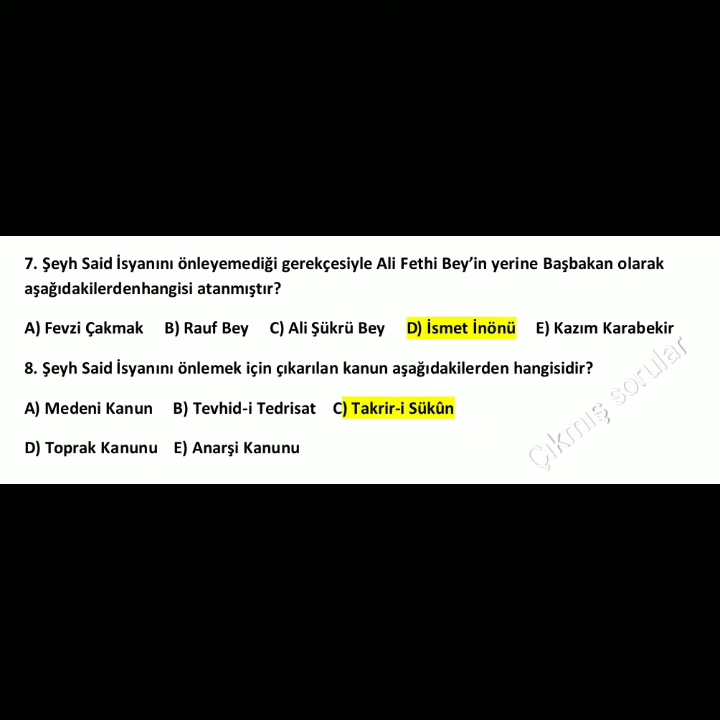 7. Şeyh Said İsyanını önleyemediği gerekçesiyle Ali Fethi Bey’in yerine Başbakan olarak
aşağıdakilerdenhangisi atanmıştır?
A) Fevzi Çakmak B) Rauf Bey C) Ali Şükrü Bey D) İsmet İnönü E) Kazım Karabekir
8. Şeyh Said İsyanını önlemek için çıkarılan kanun aşağıdakilerden hangisidir?
A) Medeni Kanun B) Tevhid-i Tedrisat C) Takrir-i Sükûn
D) Toprak Kanunu E) Anarşi Kanunu
Çıkmış sorular